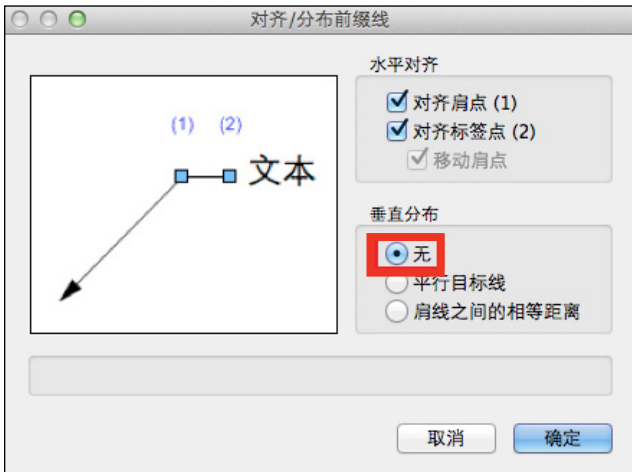 对齐/分布前缀线
水平对齐
对齐肩点 (1)
对齐标签点 (2)
移动肩点
(1) (2)
文本
垂直分布
无
平行目标线
肩线之间的相等距离
取消
确定